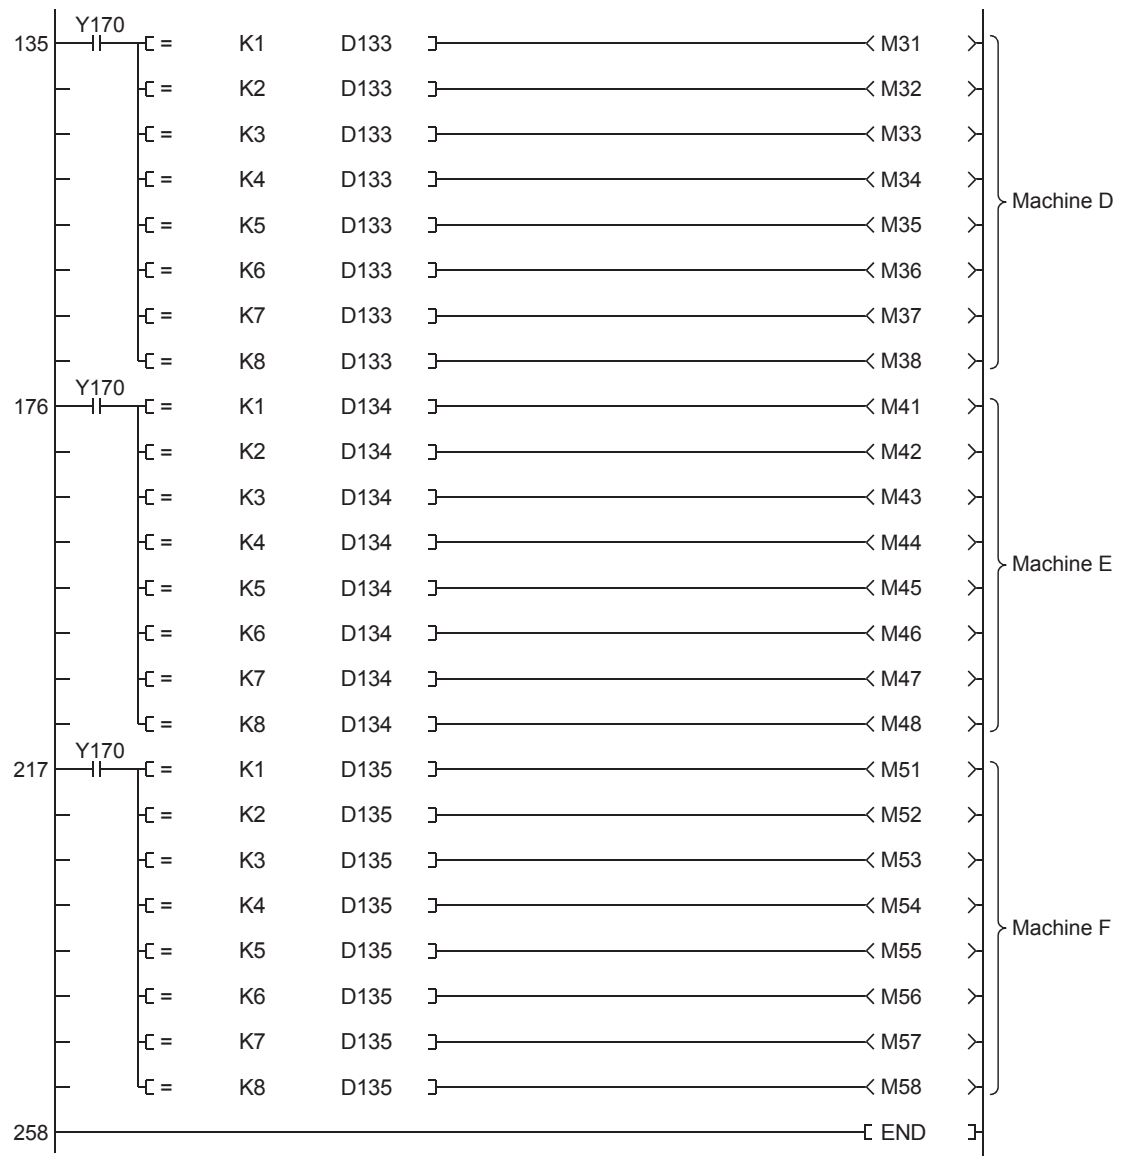 Y170
135 = K1 D133 M31
= K2 D133 M32
= K3 D133 M33
= K4 D133 M34
Machine D
= K5 D133 M35
= K6 D133 M36
= K7 D133 M37
= K8 D133 M38
Y170
176 = K1 D134 M41
= K2 D134 M42
= K3 D134 M43
= K4 D134 M44
Machine E
= K5 D134 M45
= K6 D134 M46
= K7 D134 M47
= K8 D134 M48
Y170
217 = K1 D135 M51
= K2 D135 M52
= K3 D135 M53
= K4 D135 M54
Machine F
= K5 D135 M55
= K6 D135 M56
= K7 D135 M57
= K8 D135 M58
258 END